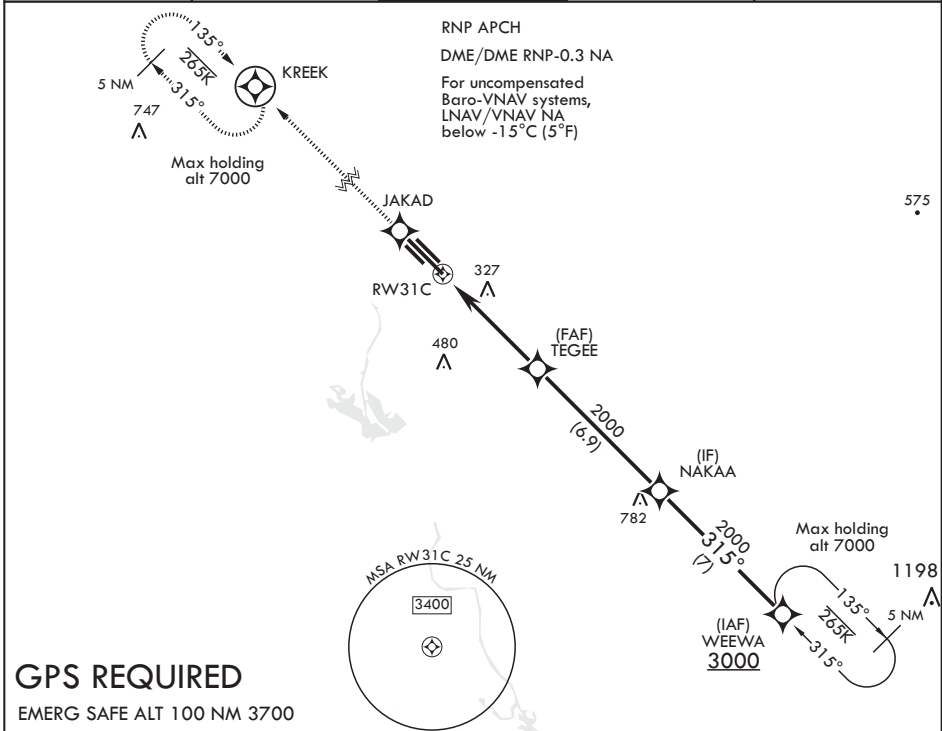 RNP APCH
DME/DME RNP-0.3 NA
For uncompensated
Baro-VNAV systems,
LNAV/VNAV NA
below -15°C (5°F)
135°
265K
315°
5 NM
KREEK
747
Max holding
alt 7000
JAKAD
575
RW31C
327
480
(FAF)
TEGEE
2000
(6.9)
(IF)
NAKAA
782
2000
315°
(7)
Max holding
alt 7000
1198
135°
5 NM
265K
315°
(IAF)
WEEWA
3000
MSA RW31C 25 NM
3400
GPS REQUIRED
EMERG SAFE ALT 100 NM 3700